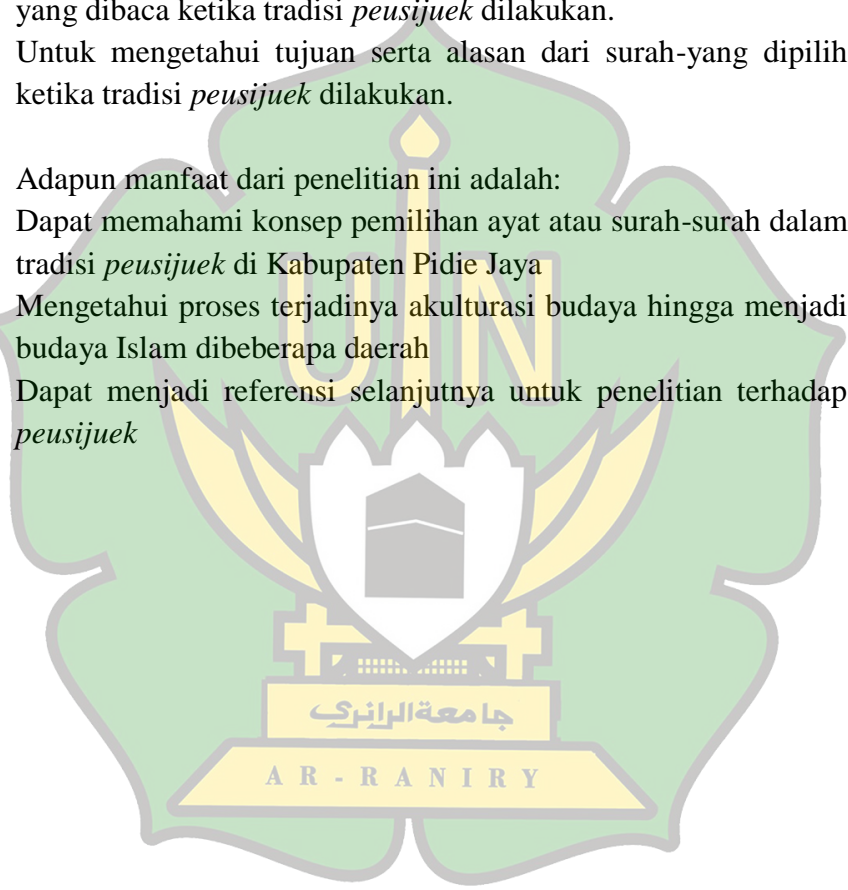 yang dibaca ketika tradisi peusijuek dilakukan.
Untuk mengetahui tujuan serta alasan dari surah-yang dipilih
ketika tradisi peusijuek dilakukan.
Adapun manfaat dari penelitian ini adalah:
Dapat memahami konsep pemilihan ayat atau surah-surah dalam
tradisi peusijuek di Kabupaten Pidie Jaya
Mengetahui proses terjadinya akulturasi budaya hingga menjadi
budaya Islam dibeberapa daerah
Dapat menjadi referensi selanjutnya untuk penelitian terhadap
peusijuek
UIN
جامعة الرانري
AR-RANIRY